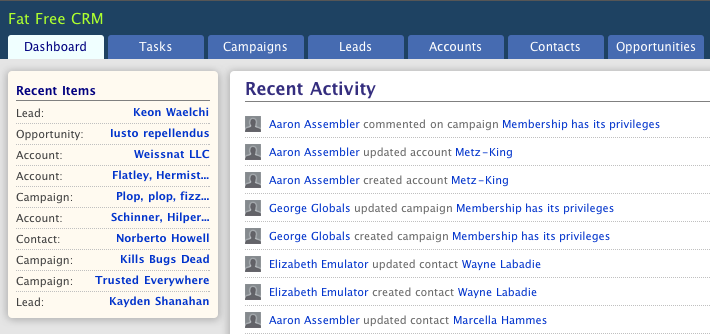 Fat Free CRM
Dashboard Tasks Campaigns Leads Accounts Contacts Opportunities
Recent Items
Lead: Keon Waelchi
Opportunity: Iusto repellendus
Account: Weissnat LLC
Account: Flatley, Hermist...
Campaign: Plop, plop, fizz...
Account: Schinner, Hilper...
Contact: Norberto Howell
Campaign: Kills Bugs Dead
Campaign: Trusted Everywhere
Lead: Kayden Shanahan
Recent Activity
Aaron Assembler commented on campaign Membership has its privileges
Aaron Assembler updated account Metz-King
Aaron Assembler created account Metz-King
George Globals updated campaign Membership has its privileges
George Globals created campaign Membership has its privileges
Elizabeth Emulator updated contact Wayne Labadie
Elizabeth Emulator created contact Wayne Labadie
Aaron Assembler updated contact Marcella Hammes